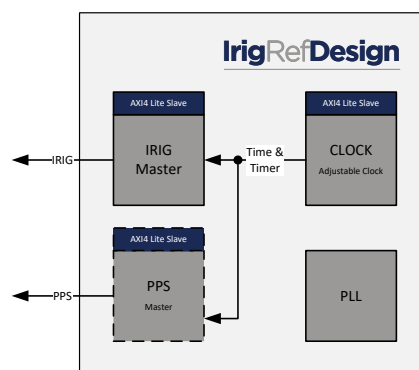 IrigRefDesign
AXI4 Lite Slave
IRIG
Master
IRIG
Time &
Timer
AXI4 Lite Slave
CLOCK
Adjustable Clock
AXI4 Lite Slave
PPS
Master
PPS
PLL